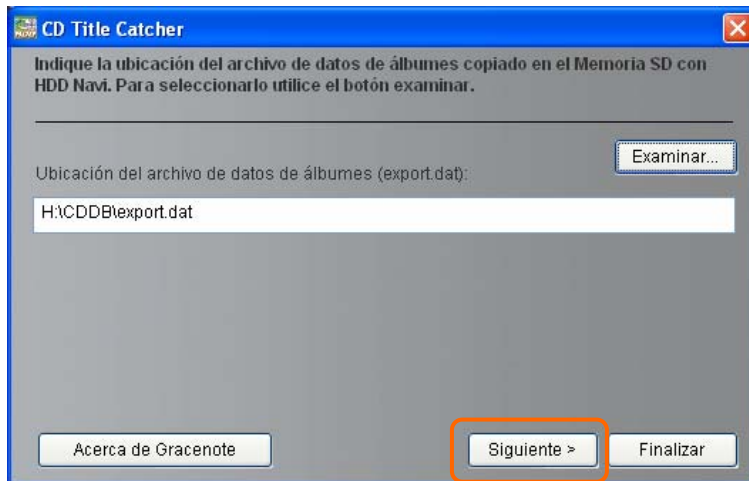 CD Title Catcher
Indique la ubicación del archivo de datos de álbumes copiado en el Memoria SD con
HDD Navi. Para seleccionarlo utilice el botón examinar.
Examinar...
Ubicación del archivo de datos de álbumes (export.dat):
H:\CDDB\export.dat
Acerca de Gracenote
Siguiente >
Finalizar